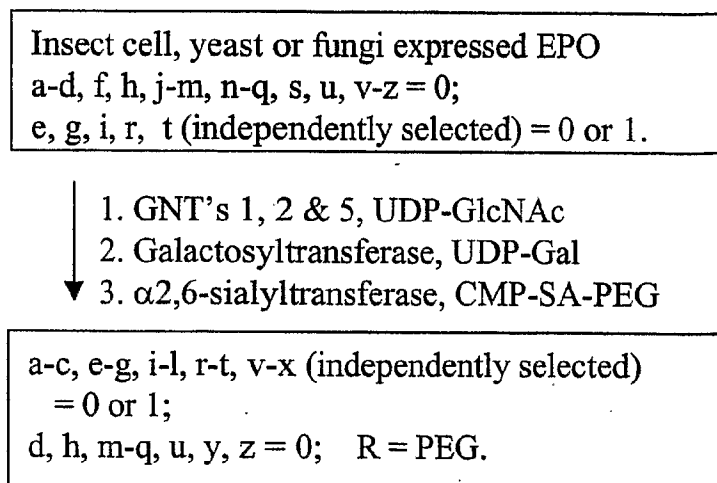 Insect cell, yeast or fungi expressed EPO
a-d, f, h, j-m, n-q, s, u, v-z = 0;
e, g, i, r, t (independently selected) = 0 or 1.
1. GNT's 1, 2 & 5, UDP-GlcNAc
2. Galactosyltransferase, UDP-Gal
3. α2,6-sialyltransferase, CMP-SA-PEG
a-c, e-g, i-l, r-t, v-x (independently selected)
= 0 or 1;
d, h, m-q, u, y, z = 0; R = PEG.